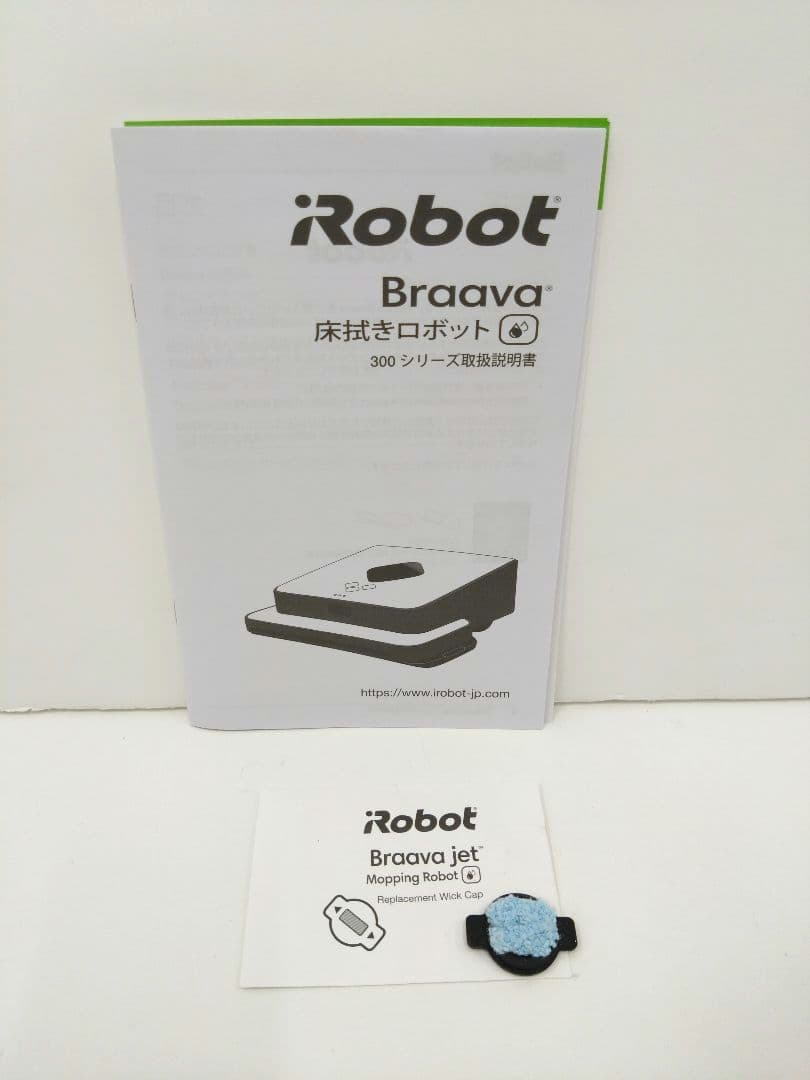 iRobot®
Braava®
床拭きロボット
300 シリーズ取扱説明書
https://www.irobot-jp.com
iRobot®
Braava jet™
Mopping Robot
Replacement Wick Cap